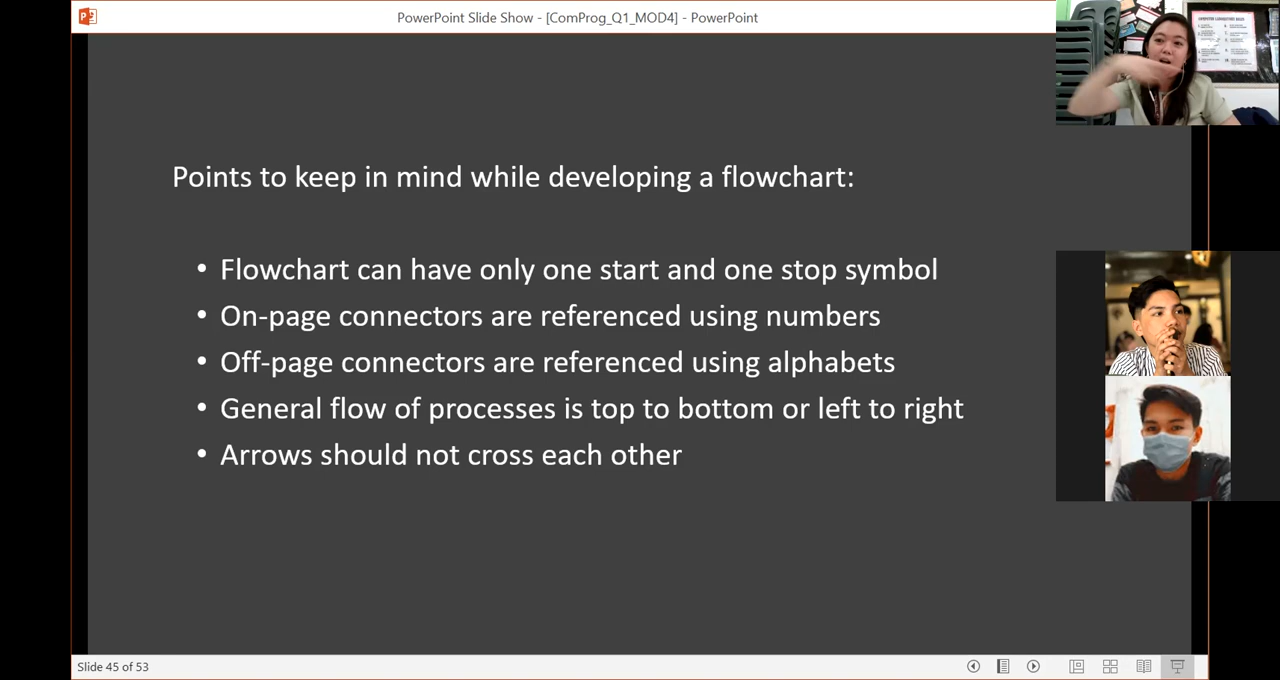 PowerPoint Slide Show - [ComProg_Q1_MOD4] - PowerPoint
Points to keep in mind while developing a flowchart:
• Flowchart can have only one start and one stop symbol
• On-page connectors are referenced using numbers
• Off-page connectors are referenced using alphabets
• General flow of processes is top to bottom or left to right
• Arrows should not cross each other
Slide 45 of 53